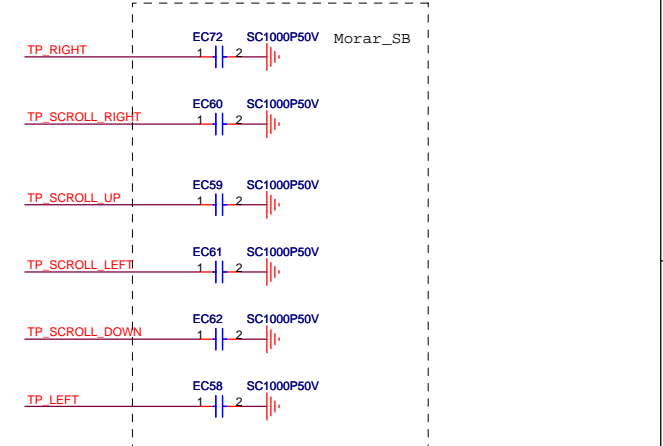 EC72 SC1000P50V Morar_SB
TP_RIGHT 1 2
EC60 SC1000P50V
TP_SCROLL_RIGHT 1 2
EC59 SC1000P50V
TP_SCROLL_UP 1 2
EC61 SC1000P50V
TP_SCROLL_LEFT 1 2
EC62 SC1000P50V
TP_SCROLL_DOWN 1 2
EC58 SC1000P50V
TP_LEFT 1 2